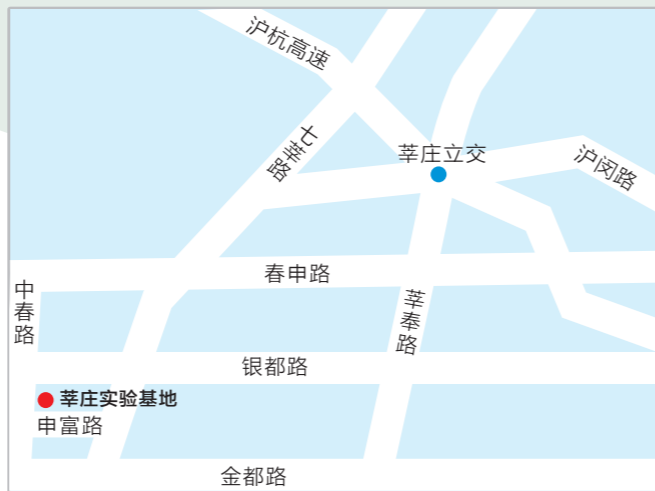 沪杭高速
七莘路
莘庄立交
沪闵路
春申路
中春路
莘奉路
银都路
莘庄实验基地
申富路
金都路